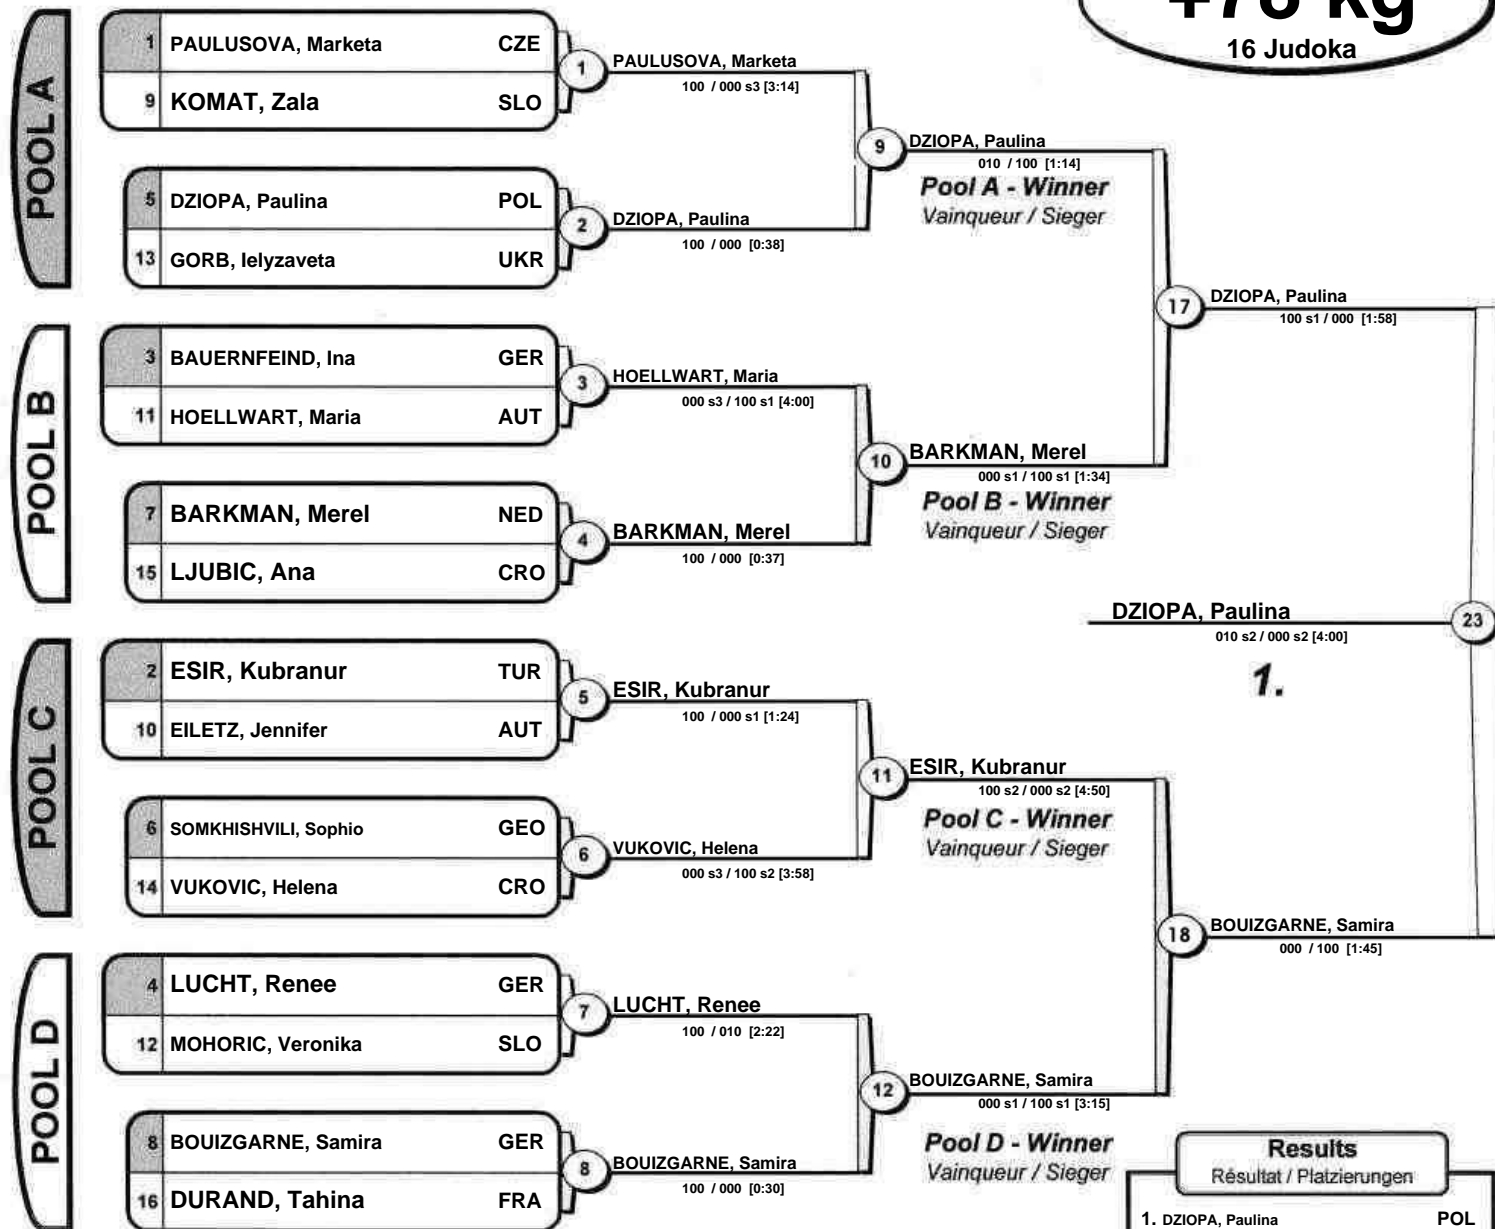 +78 kg
16 Judoka
POOL A
1 PAULUSOVA, Marketa CZE
9 KOMAT, Zala SLO
1
PAULUSOVA, Marketa
100 / 000 s3 [3:14]
5 DZIOPA, Paulina POL
13 GORB, Ielyzaveta UKR
2
DZIOPA, Paulina
100 / 000 [0:38]
9
DZIOPA, Paulina
010 / 100 [1:14]
Pool A - Winner
Vainqueur / Sieger
POOL B
3 BAUERNFEIND, Ina GER
11 HOELLWART, Maria AUT
3
HOELLWART, Maria
000 s3 / 100 s1 [4:00]
7 BARKMAN, Merel NED
15 LJUBIC, Ana CRO
4
BARKMAN, Merel
100 / 000 [0:37]
10
BARKMAN, Merel
000 s1 / 100 s1 [1:34]
Pool B - Winner
Vainqueur / Sieger
17
DZIOPA, Paulina
100 s1 / 000 [1:58]
DZIOPA, Paulina
23
010 s2 / 000 s2 [4:00]
1.
POOL C
2 ESIR, Kubranur TUR
10 EILETZ, Jennifer AUT
5
ESIR, Kubranur
100 / 000 s1 [1:24]
6 SOMKHISHVILI, Sophio GEO
14 VUKOVIC, Helena CRO
6
VUKOVIC, Helena
000 s3 / 100 s2 [3:58]
11
ESIR, Kubranur
100 s2 / 000 s2 [4:50]
Pool C - Winner
Vainqueur / Sieger
POOL D
4 LUCHT, Renee GER
12 MOHORIC, Veronika SLO
7
LUCHT, Renee
100 / 010 [2:22]
8 BOUIZGARNE, Samira GER
16 DURAND, Tahina FRA
8
BOUIZGARNE, Samira
100 / 000 [0:30]
12
BOUIZGARNE, Samira
000 s1 / 100 s1 [3:15]
Pool D - Winner
Vainqueur / Sieger
18
BOUIZGARNE, Samira
000 / 100 [1:45]
Results
Résultat / Platzierungen
1. DZIOPA, Paulina POL